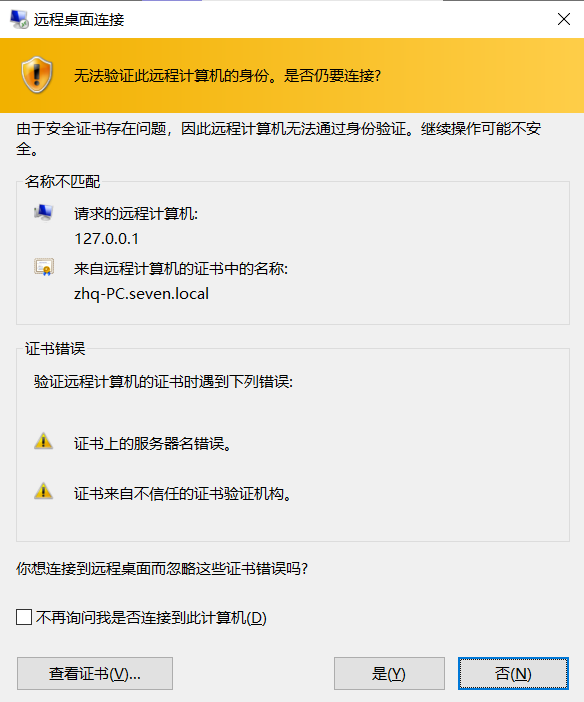 远程桌面连接
无法验证此远程计算机的身份。是否仍要连接?
由于安全证书存在问题，因此远程计算机无法通过身份验证。继续操作可能不安
全。
名称不匹配
请求的远程计算机:
127.0.0.1
来自远程计算机的证书中的名称:
zhq-PC.seven.local
证书错误
验证远程计算机的证书时遇到下列错误:
证书上的服务器名错误。
证书来自不信任的证书验证机构。
你想连接到远程桌面而忽略这些证书错误吗?
不再询问我是否连接到此计算机(D)
查看证书(V)...
是(Y)
否(N)